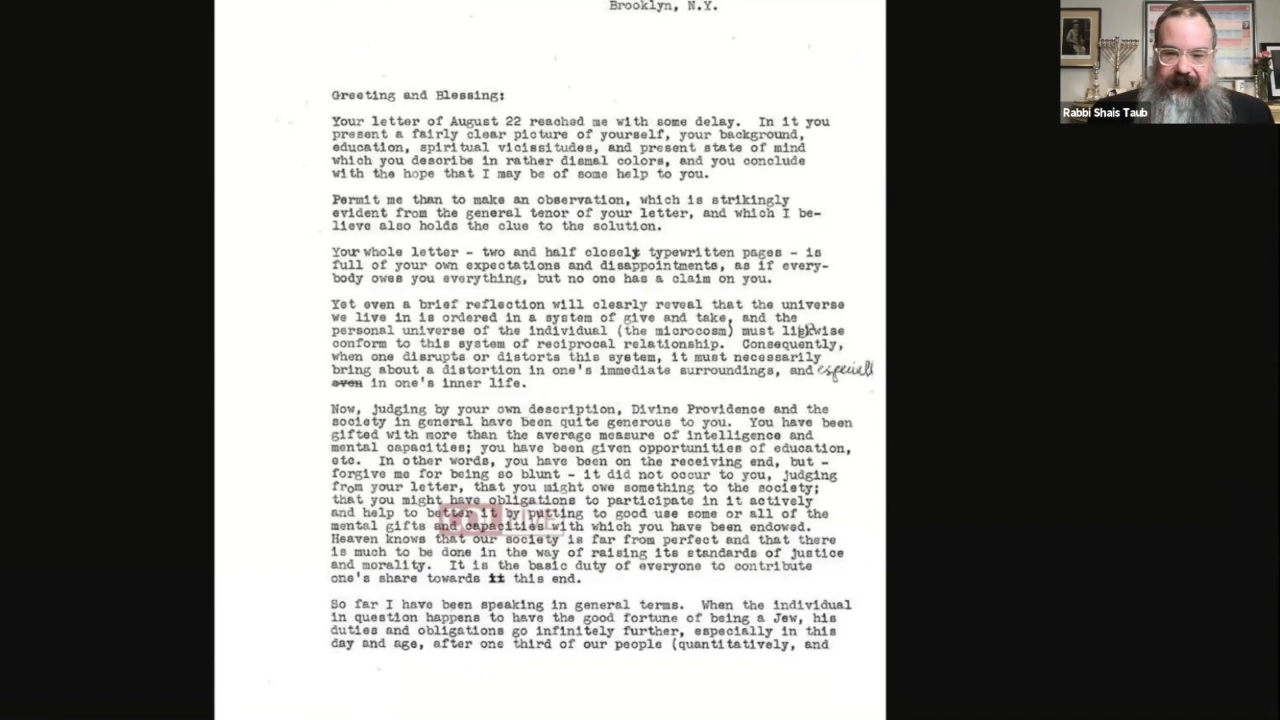 Brooklyn, N.Y.
Greeting and Blessing:
Your letter of August 22 reached me with some delay. In it you
present a fairly clear picture of yourself, your background,
education, spiritual vicissitudes, and present state of mind
which you describe in rather dismal colors, and you conclude
with the hope that I may be of some help to you.
Permit me than to make an observation, which is strikingly
evident from the general tenor of your letter, and which I be-
lieve also holds the clue to the solution.
Your whole letter - two and half closely typewritten pages - is
full of your own expectations and disappointments, as if every-
body owes you everything, but no one has a claim on you.
Yet even a brief reflection will clearly reveal that the universe
we live in is ordered in a system of give and take, and the
personal universe of the individual (the microcosm) must likewise
conform to this system of reciprocal relationship. Consequently,
when one disrupts or distorts this system, it must necessarily
bring about a distortion in one's immediate surroundings, and especiall
even in one's inner life.
Now, judging by your own description, Divine Providence and the
society in general have been quite generous to you. You have been
gifted with more than the average measure of intelligence and
mental capacities; you have been given opportunities of education,
etc. In other words, you have been on the receiving end, but -
forgive me for being so blunt - it did not occur to you, judging
from your letter, that you might owe something to the society;
that you might have obligations to participate in it actively
and help to better it by putting to good use some or all of the
mental gifts and capacities with which you have been endowed.
Heaven knows that our society is far from perfect and that there
is much to be done in the way of raising its standards of justice
and morality. It is the basic duty of everyone to contribute
one's share towards it this end.
So far I have been speaking in general terms. When the individual
in question happens to have the good fortune of being a Jew, his
duties and obligations go infinitely further, especially in this
day and age, after one third of our people (quantitatively, and
Rabbi Shais Taub